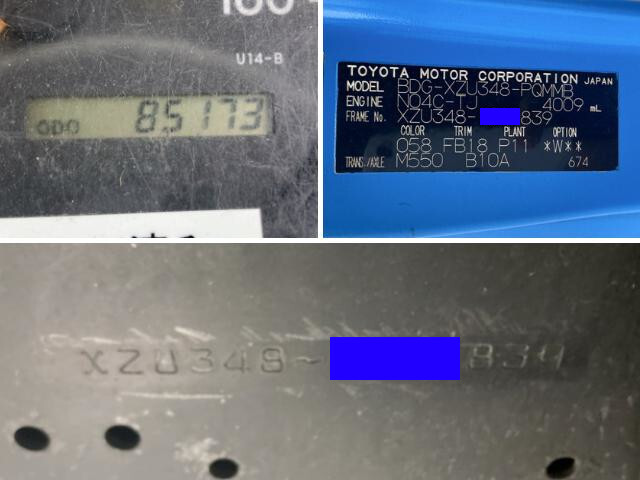 100
U14-B
ODO 85173
TOYOTA MOTOR CORPORATION JAPAN
MODEL BDG-XZU348-PQMMB
ENGINE N04C-TJ 4009 mL
FRAME No. XZU348- 839
COLOR TRIM PLANT OPTION
058 FB18 P11 *W**
TRANS./AXLE M550 B10A 674
XZU348- 839